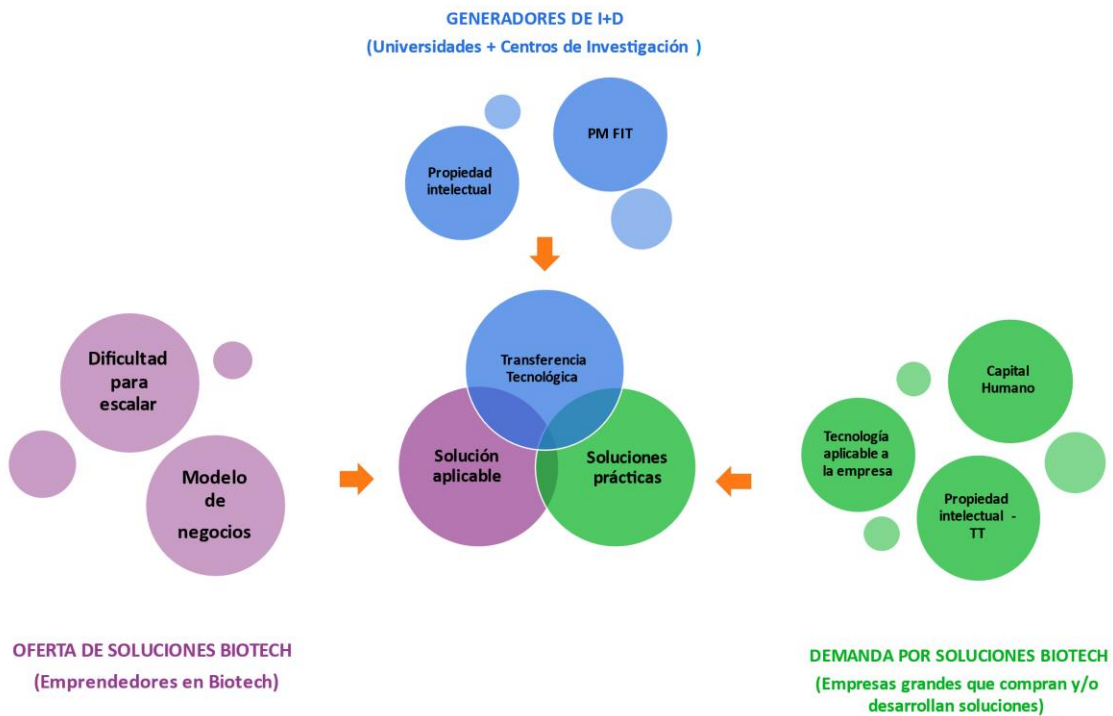 GENERADORES DE I+D
(Universidades + Centros de Investigación )
PM FIT
Propiedad
intelectual
Transferencia
Tecnológica
Solución
aplicable
Soluciones
prácticas
Dificultad
para
escalar
Modelo
de
negocios
Capital
Humano
Tecnología
aplicable a
la empresa
Propiedad
intelectual -
TT
OFERTA DE SOLUCIONES BIOTECH
(Emprendedores en Biotech)
DEMANDA POR SOLUCIONES BIOTECH
(Empresas grandes que compran y/o
desarrollan soluciones)